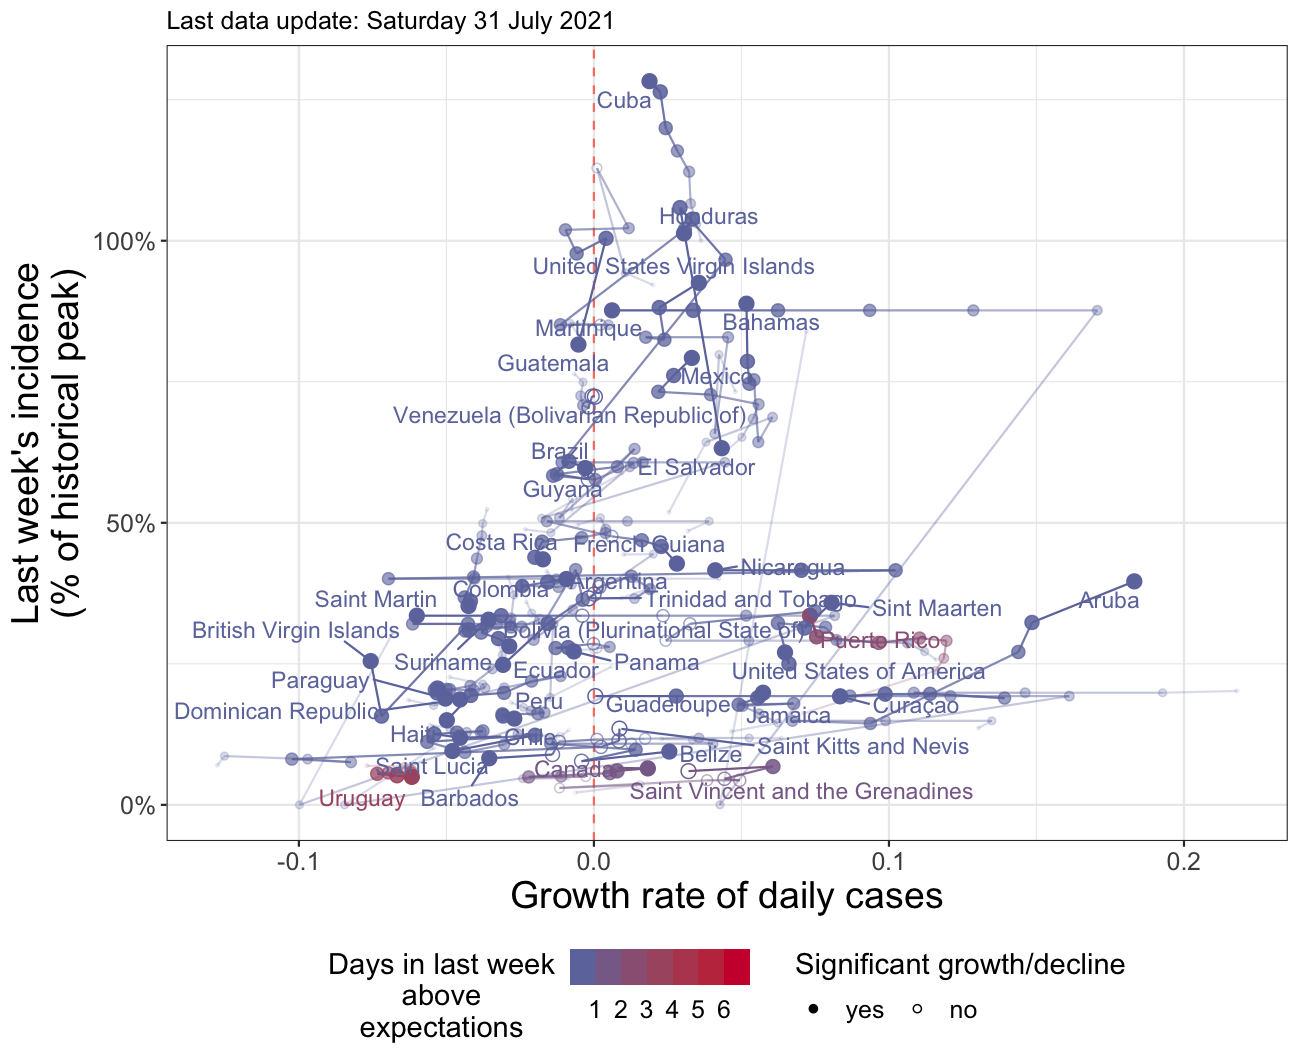 Last data update: Saturday 31 July 2021
Last week's incidence
(% of historical peak)
100%
50%
0%
Cuba
Honduras
United States Virgin Islands
Bahamas
Martinique
Guatemala
Mexico
Venezuela (Bolivarian Republic of)
Brazil
El Salvador
Guyana
Costa Rica
French Guiana
Nicaragua
Argentina
Colombia
Saint Martin
Trinidad and Tobago
Sint Maarten
Aruba
British Virgin Islands
Bolivia (Plurinational State of)
Puerto Rico
Suriname
Panama
Ecuador
United States of America
Paraguay
Peru
Guadeloupe
Curaçao
Dominican Republic
Jamaica
Haiti
Chile
Saint Kitts and Nevis
Belize
Saint Lucia
Canada
Saint Vincent and the Grenadines
Uruguay
Barbados
-0.1
0.0
0.1
0.2
Growth rate of daily cases
Days in last week
above
expectations
1 2 3 4 5 6
Significant growth/decline
yes
no